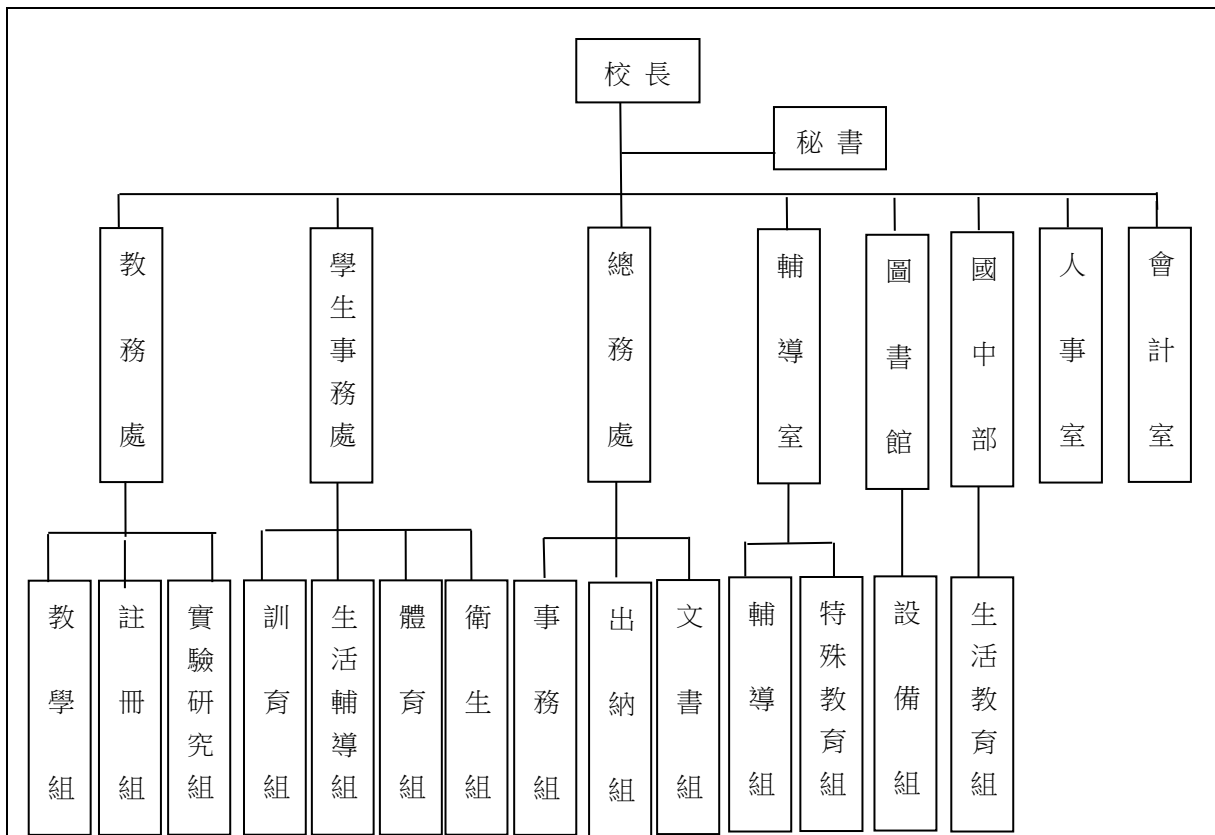 校長
秘書
教務處
學生事務處
總務處
輔導室
圖書館
國中部
人事室
會計室
教學組
註冊組
實驗研究組
訓育組
生活輔導組
體育組
衛生組
事務組
出納組
文書組
輔導組
特殊教育組
設備組
生活教育組